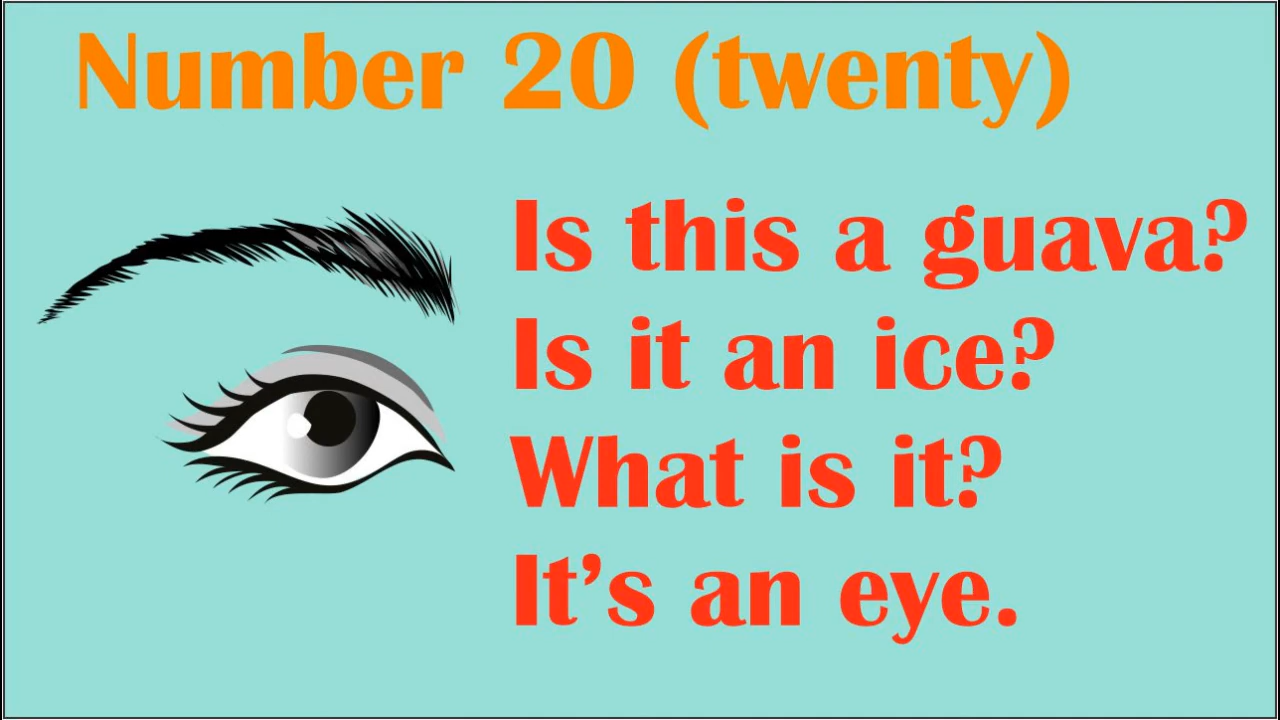 Number 20 (twenty)
Is this a guava?
Is it an ice?
What is it?
It’s an eye.